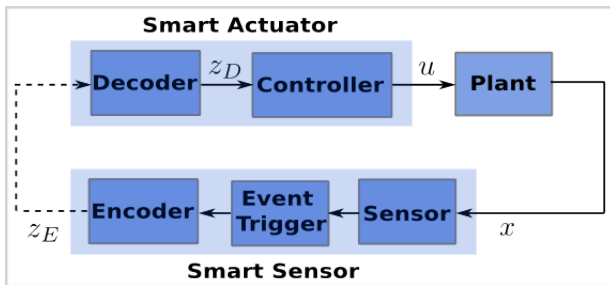 Smart Actuator
Decoder
z_D
Controller
u
Plant
Encoder
Event
Trigger
Sensor
z_E
x
Smart Sensor